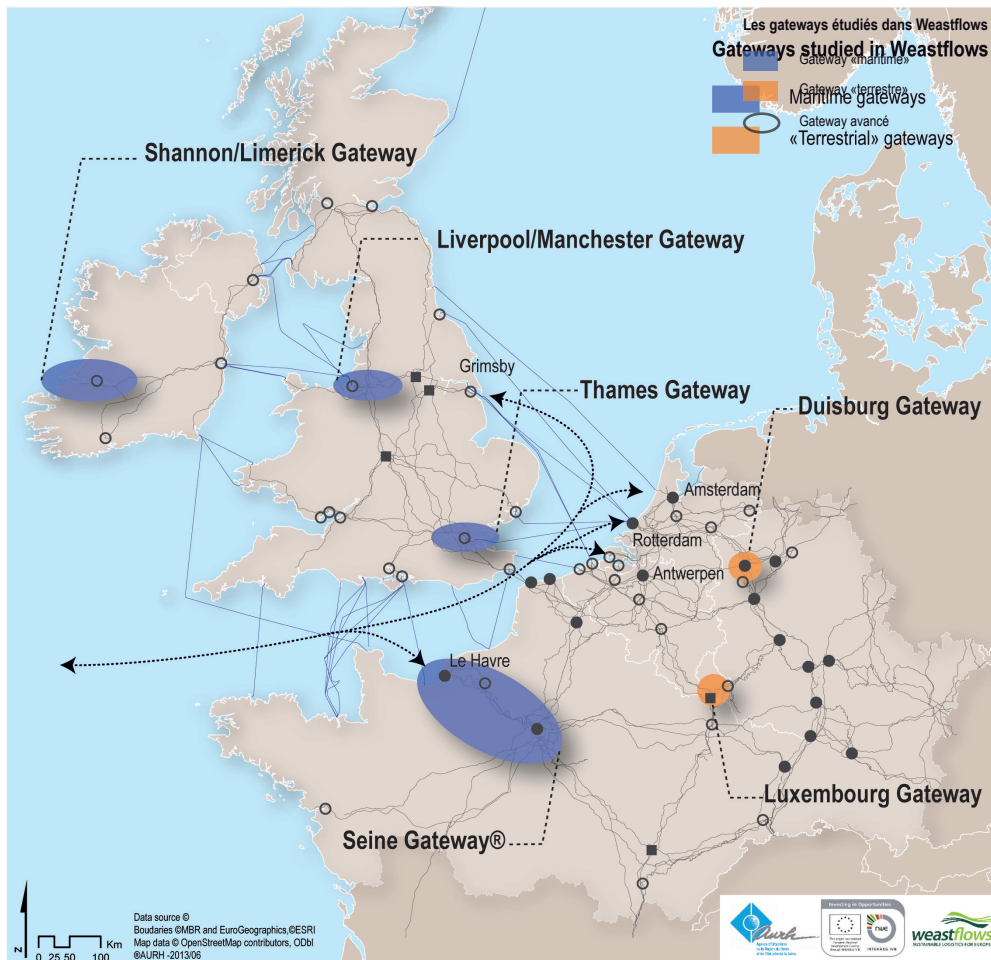 Les gateways étudiés dans Weastflows
Gateways studied in Weastflows
Gateway «maritime»
Gateway «terrestre»
Maritime gateways
Gateway avancé
«Terrestrial» gateways
Shannon/Limerick Gateway
Liverpool/Manchester Gateway
Grimsby
Thames Gateway
Duisburg Gateway
Amsterdam
Rotterdam
Antwerpen
Le Havre
Luxembourg Gateway
Seine Gateway®
N
0 25 50 100 Km
Data source ©
Boudaries ©MBR and EuroGeographics,©ESRI
Map data © OpenStreetMap contributors, ODbl
®AURH -2013/06
aurh
Investing in Opportunities
nwe
INTERREG IVB
weastflows
SUSTAINABLE LOGISTICS FOR EUROPE